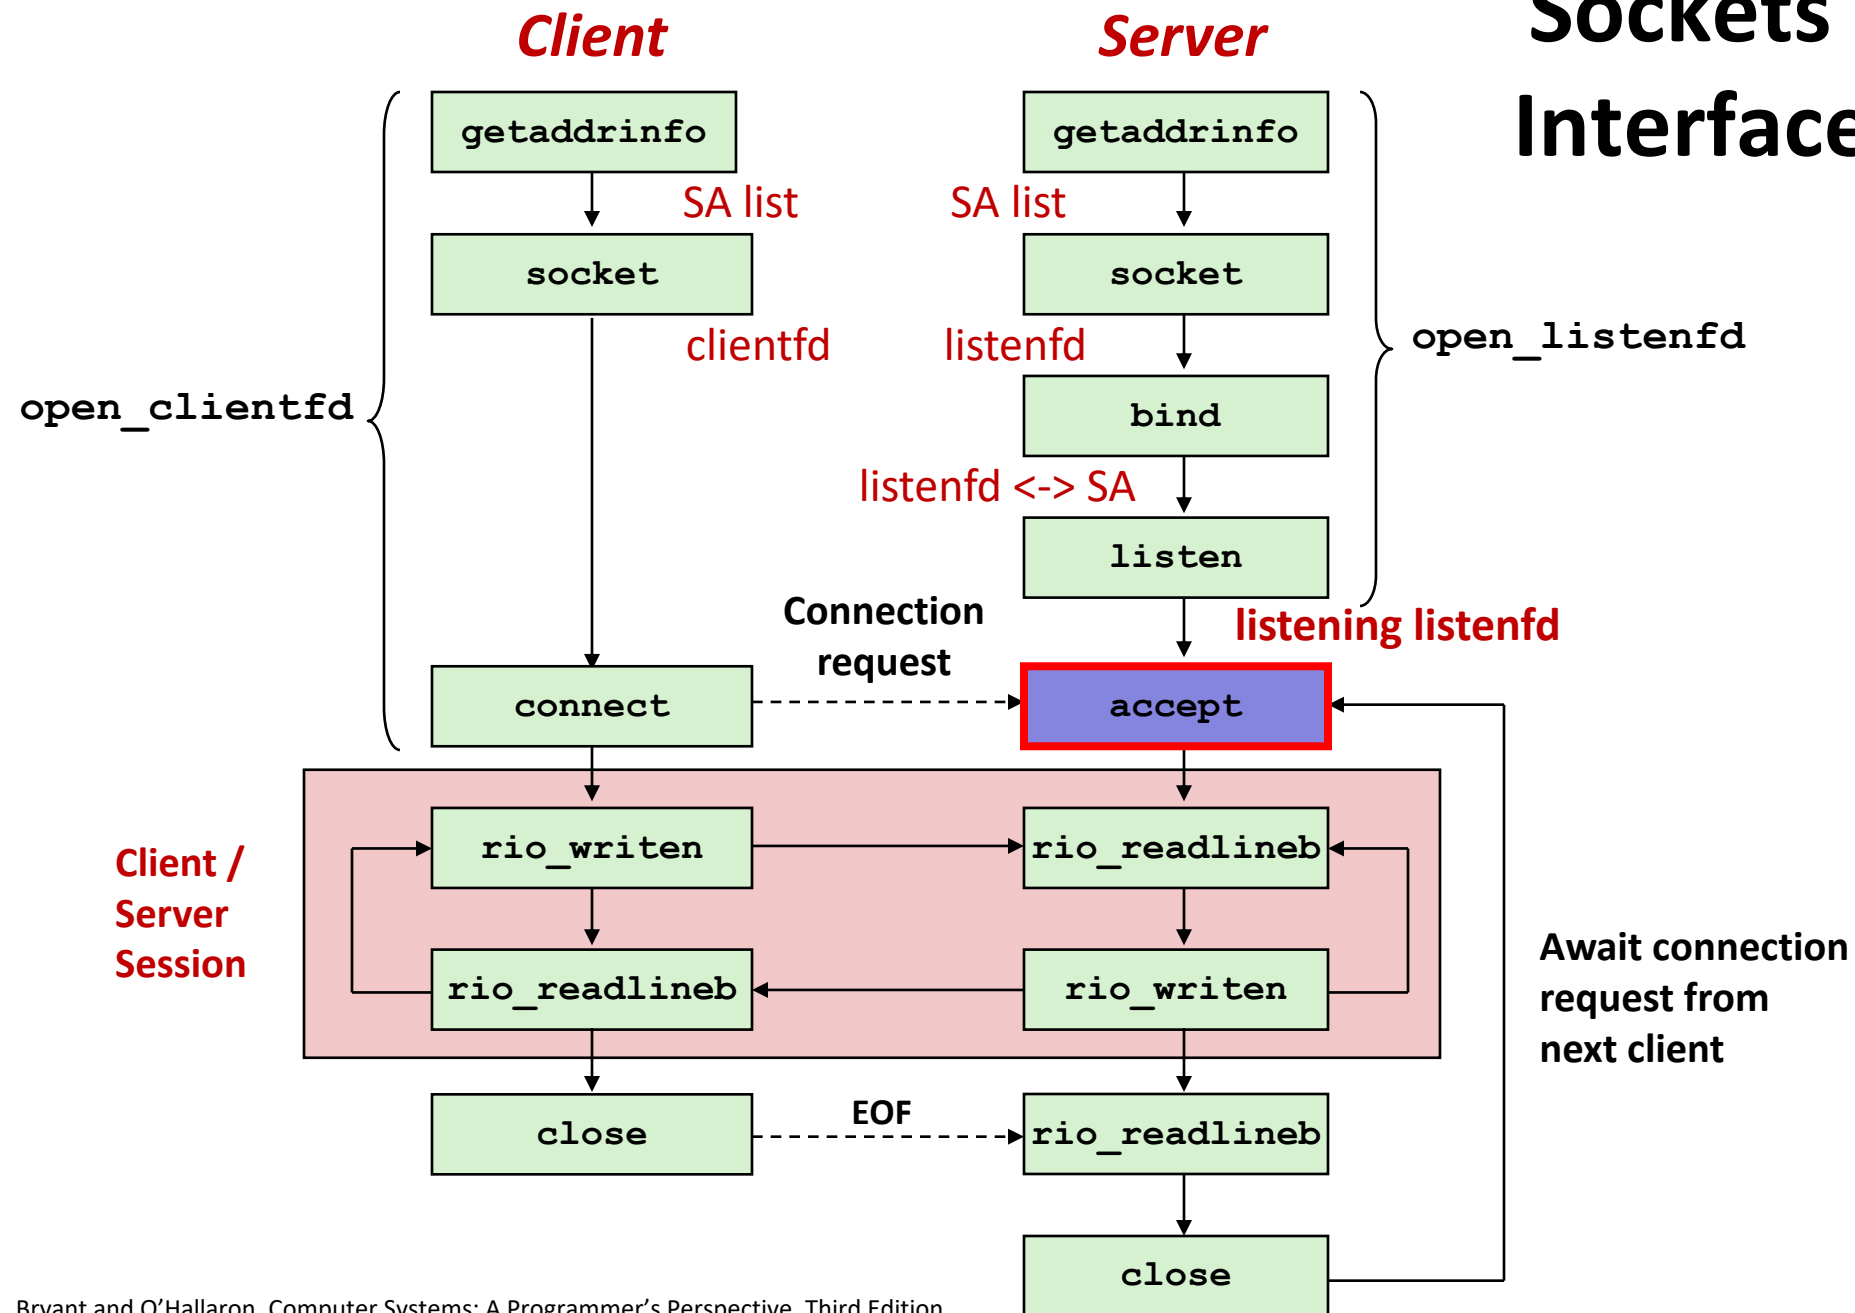 Client
Server
Sockets
Interface
getaddrinfo
getaddrinfo
SA list
SA list
socket
socket
clientfd
listenfd
open_listenfd
open_clientfd
bind
listenfd <-> SA
listen
Connection
request
listening listenfd
connect
accept
Client /
Server
Session
rio_writen
rio_readlineb
rio_readlineb
rio_writen
Await connection
request from
next client
close
EOF
rio_readlineb
close
Bryant and O’Hallaron, Computer Systems: A Programmer’s Perspective, Third Edition